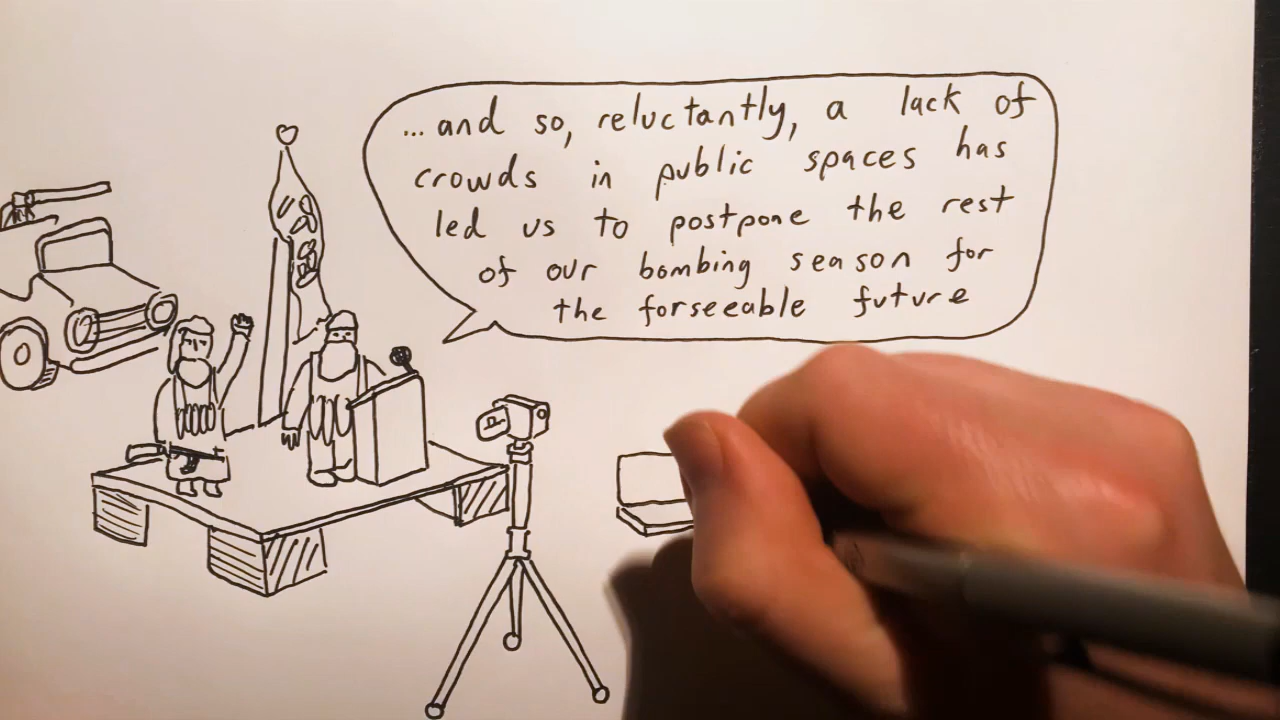 ...and so, reluctantly, a lack of
crowds in public spaces has
led us to postpone the rest
of our bombing season for
the forseeable future